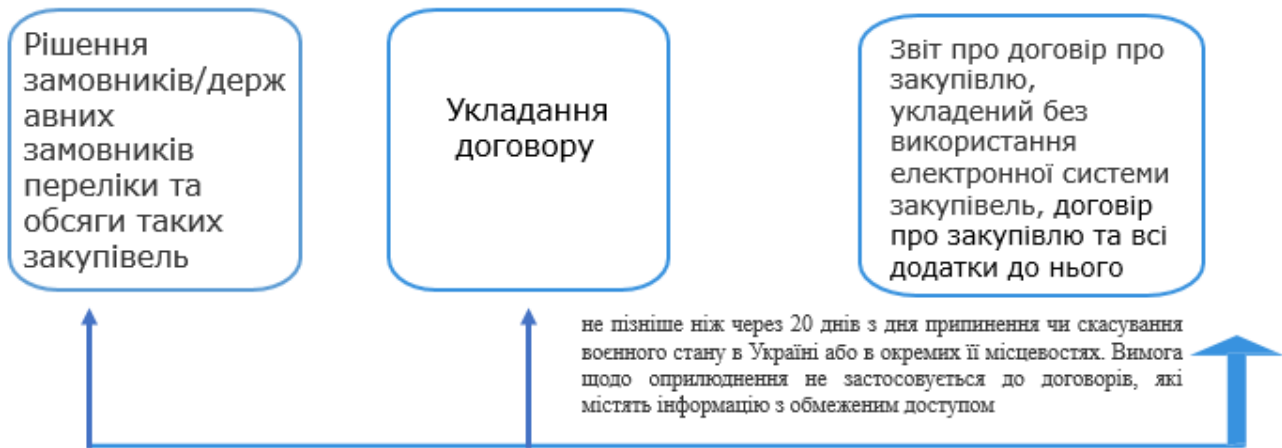 Рішення
замовників/держ
авних
замовників
переліки та
обсяги таких
закупівель
Укладання
договору
Звіт про договір про
закупівлю,
укладений без
використання
електронної системи
закупівель, договір
про закупівлю та всі
додатки до нього
не пізніше ніж через 20 днів з дня припинення чи скасування
воєнного стану в Україні або в окремих її місцевостях. Вимога
щодо оприлюднення не застосовується до договорів, які
містять інформацію з обмеженим доступом